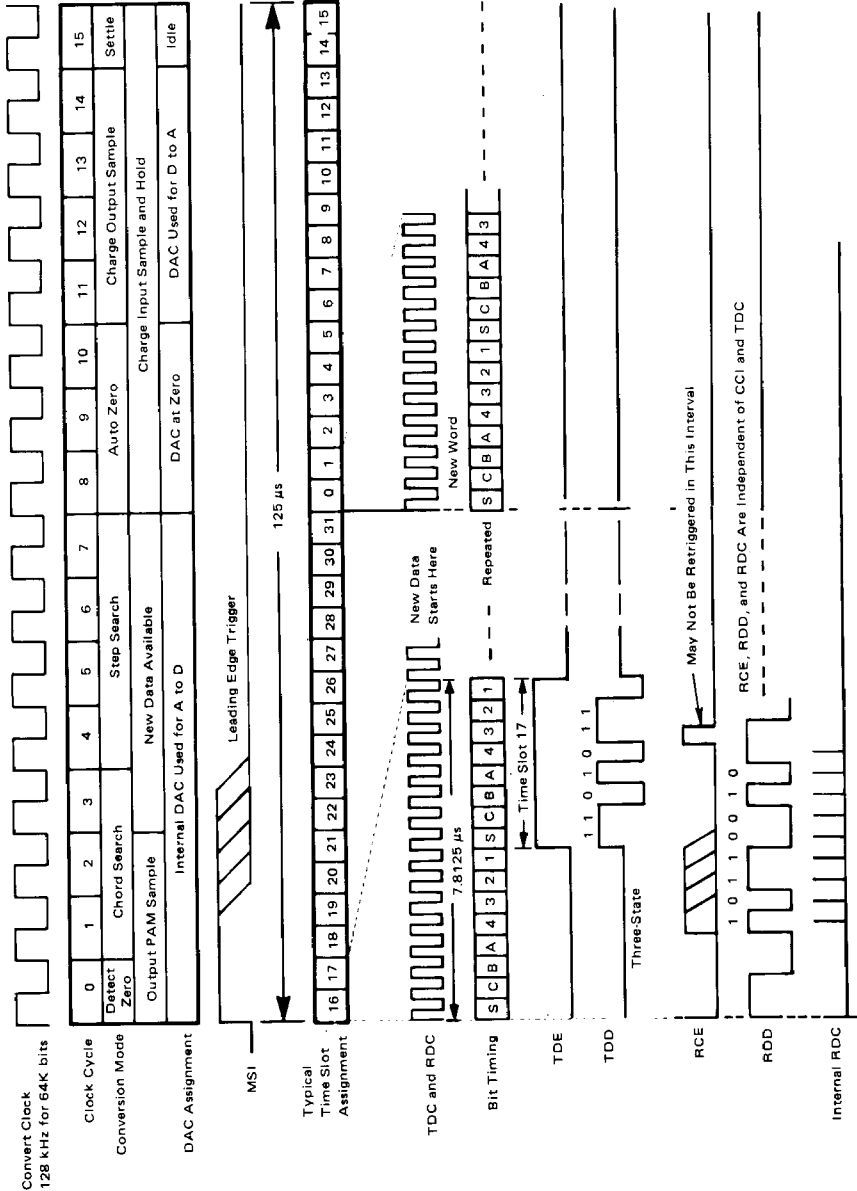 Convert Clock
128 kHz for 64K bits
Clock Cycle
0 1 2 3 4 5 6 7 8 9 10 11 12 13 14 15
Conversion Mode
Detect
Zero
Chord Search
Step Search
Auto Zero
Charge Output Sample
Settle
Output PAM Sample
New Data Available
Charge Input Sample and Hold
DAC Assignment
Internal DAC Used for A to D
DAC at Zero
DAC Used for D to A
Idle
MSI
Leading Edge Trigger
125 μs
Typical
Time Slot
Assignment
16 17 18 19 20 21 22 23 24 25 26 27 28 29 30 31 0 1 2 3 4 5 6 7 8 9 10 11 12 13 14 15
TDC and RDC
New Data
Starts Here
New Word
7.8125 μs
Bit Timing
S C B A 4 3 2 1 S C B A 4 3 2 1
Repeated
S C B A 4 3 2 1 S C B A 4 3
Time Slot 17
TDE
TDD
Three-State
1 1 0 1 0 1 0 1 1
RCE
May Not Be Retriggered in This Interval
RDD
1 0 1 1 0 0 1 0
RCE, RDD, and RDC Are Independent of CCI and TDC
Internal RDC